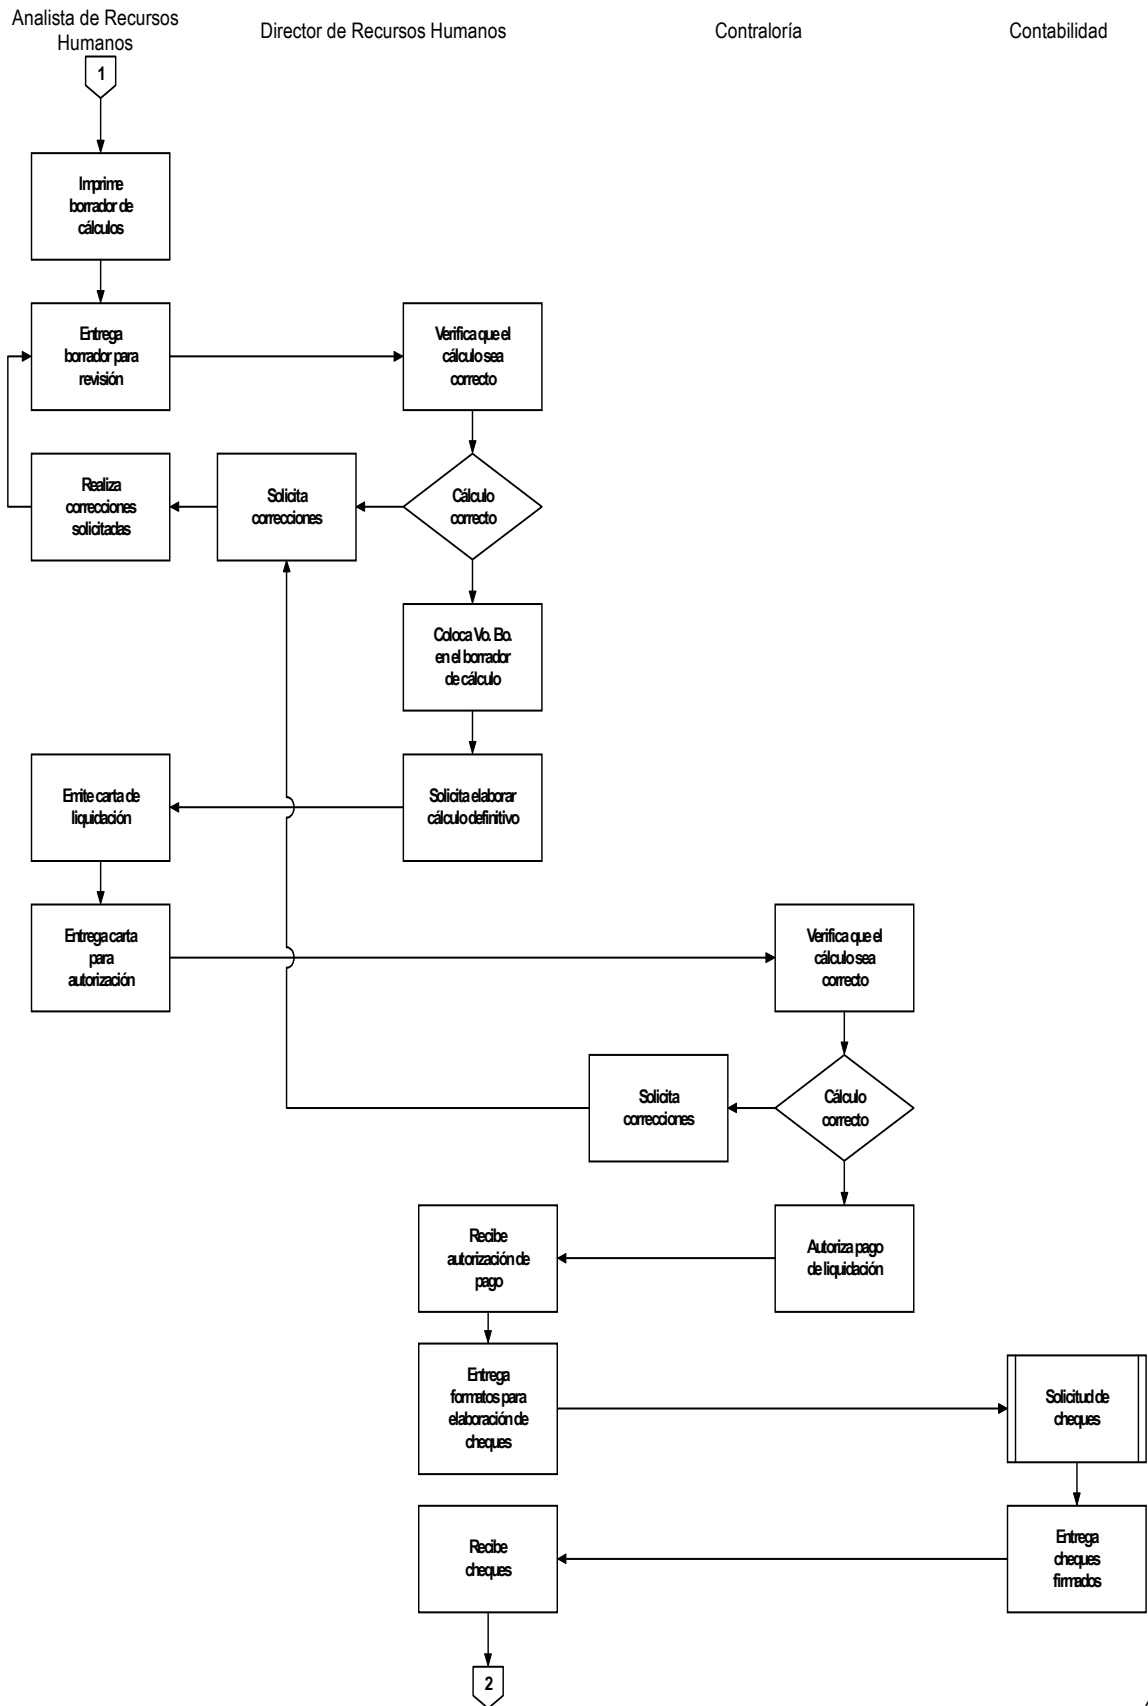 Analista de Recursos
Humanos
Director de Recursos Humanos
Contraloría
Contabilidad
1
Imprime
borrador de
cálculos
Entrega
borrador para
revisión
Verifica que el
cálculo sea
correcto
Realiza
correcciones
solicitadas
Solicita
correcciones
Cálculo
correcto
Coloca Vo. Bo.
en el borrador
de cálculo
Emite carta de
liquidación
Solicita elaborar
cálculo definitivo
Entrega carta
para
autorización
Verifica que el
cálculo sea
correcto
Solicita
correcciones
Cálculo
correcto
Recibe
autorización de
pago
Autoriza pago
de liquidación
Entrega
formatos para
elaboración de
cheques
Solicitud de
cheques
Recibe
cheques
Entrega
cheques
firmados
2